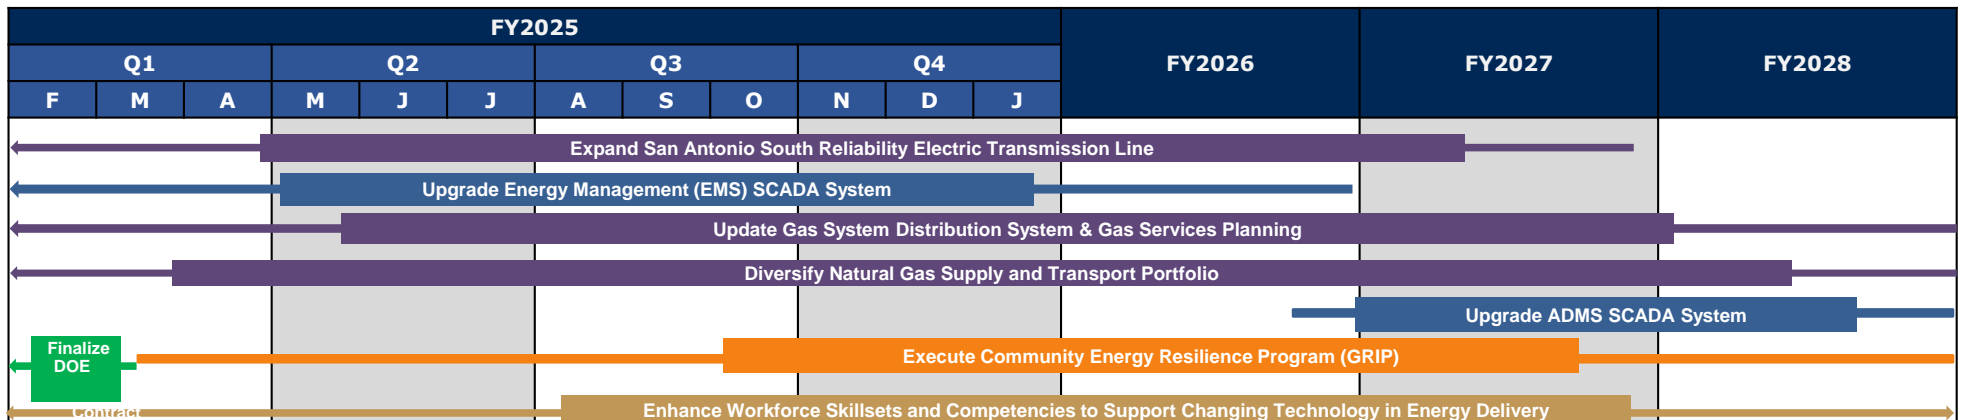 FY2025
FY2026
FY2027
FY2028
Q1
Q2
Q3
Q4
F
M
A
M
J
J
A
S
O
N
D
J
Expand San Antonio South Reliability Electric Transmission Line
Upgrade Energy Management (EMS) SCADA System
Update Gas System Distribution System & Gas Services Planning
Diversify Natural Gas Supply and Transport Portfolio
Upgrade ADMS SCADA System
Finalize
DOE
Contract
Execute Community Energy Resilience Program (GRIP)
Enhance Workforce Skillsets and Competencies to Support Changing Technology in Energy Delivery